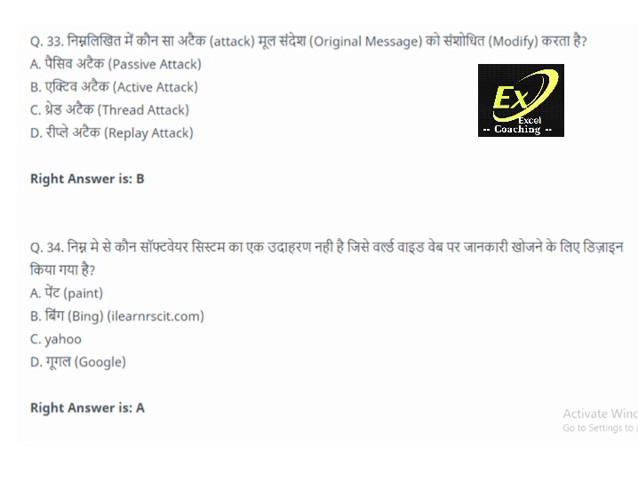 Q. 33. निम्नलिखित में कौन सा अटैक (attack) मूल संदेश (Original Message) को संशोधित (Modify) करता है?
A. पैसिव अटैक (Passive Attack)
B. एक्टिव अटैक (Active Attack)
C. थ्रेड अटैक (Thread Attack)
D. रीप्ले अटैक (Replay Attack)
Ex
Excel
-- Coaching --
Right Answer is: B
Q. 34. निम्न मे से कौन सॉफ्टवेयर सिस्टम का एक उदाहरण नही है जिसे वर्ल्ड वाइड वेब पर जानकारी खोजने के लिए डिज़ाइन
किया गया है?
A. पेंट (paint)
B. बिंग (Bing) (ilearnrscit.com)
C. yahoo
D. गूगल (Google)
Right Answer is: A
Activate Winc
Go to Settings to